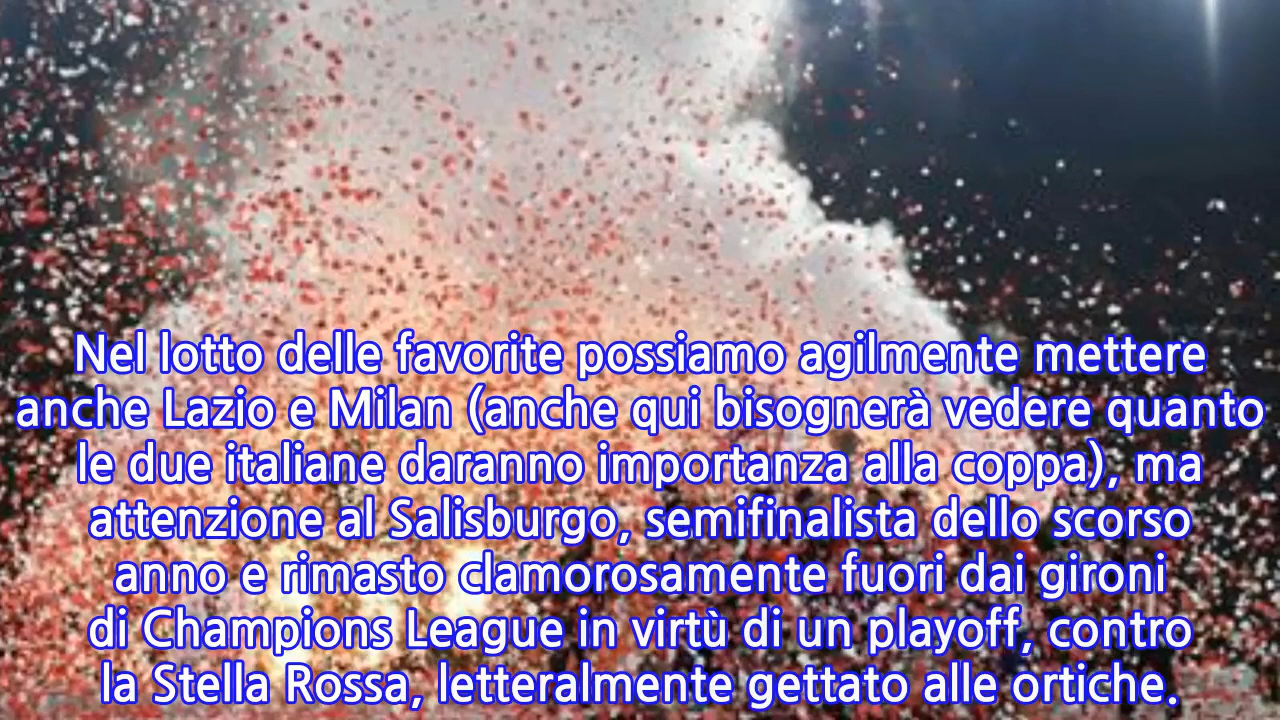 Nel lotto delle favorite possiamo agilmente mettere
anche Lazio e Milan (anche qui bisognerà vedere quanto
le due italiane daranno importanza alla coppa), ma
attenzione al Salisburgo, semifinalista dello scorso
anno e rimasto clamorosamente fuori dai gironi
di Champions League in virtù di un playoff, contro
la Stella Rossa, letteralmente gettato alle ortiche.